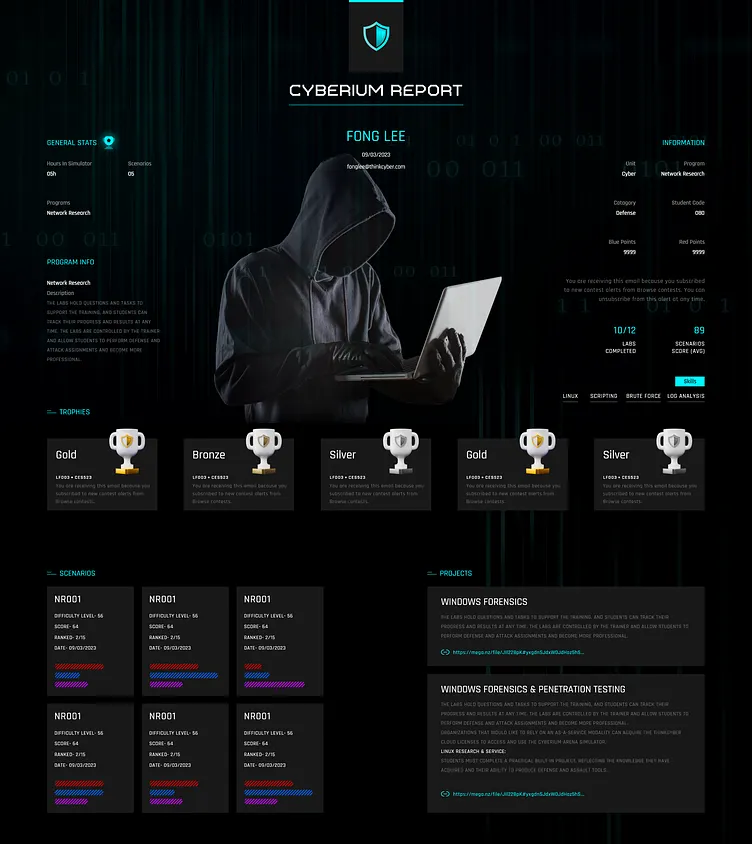 CYBERIUM REPORT
FONG LEE
09/03/2023
fonglee@thinkcyber.com
GENERAL STATS
Hours In Simulator
05h
Scenarios
05
Programs
Network Research
PROGRAM INFO
Network Research
Description
THE LABS HOLD QUESTIONS AND TASKS TO
SUPPORT THE TRAINING, AND STUDENTS CAN
TRACK THEIR PROGRESS AND RESULTS AT ANY
TIME. THE LABS ARE CONTROLLED BY THE TRAINER
AND ALLOW STUDENTS TO PERFORM DEFENSE AND
ATTACK ASSIGNMENTS AND BECOME MORE
PROFESSIONAL.
INFORMATION
Unit
Cyber
Program
Network Research
Catagory
Defense
Student Code
080
Blue Points
9999
Red Points
9999
You are receiving this email because you subscribed
to new contest alerts from Browse contests. You can
unsubscribe from this alert at any time.
10/12
LABS
COMPLETED
89
SCENARIOS
SCORE (AVG)
Skills
LINUX
SCRIPTING
BRUTE FORCE
LOG ANALYSIS
TROPHIES
Gold
LF003 + CES523
You are receiving this email because you
subscribed to new contest alerts from
Browse contests.
Bronze
LF003 + CES523
You are receiving this email because you
subscribed to new contest alerts from
Browse contests.
Silver
LF003 + CES523
You are receiving this email because you
subscribed to new contest alerts from
Browse contests.
Gold
LF003 + CES523
You are receiving this email because you
subscribed to new contest alerts from
Browse contests.
Silver
LF003 + CES523
You are receiving this email because you
subscribed to new contest alerts from
Browse contests.
SCENARIOS
NR001
DIFFICULTY LEVEL- 56
SCORE- 64
RANKED- 2/15
DATE- 09/03/2023
NR001
DIFFICULTY LEVEL- 56
SCORE- 64
RANKED- 2/15
DATE- 09/03/2023
NR001
DIFFICULTY LEVEL- 56
SCORE- 64
RANKED- 2/15
DATE- 09/03/2023
NR001
DIFFICULTY LEVEL- 56
SCORE- 64
RANKED- 2/15
DATE- 09/03/2023
NR001
DIFFICULTY LEVEL- 56
SCORE- 64
RANKED- 2/15
DATE- 09/03/2023
NR001
DIFFICULTY LEVEL- 56
SCORE- 64
RANKED- 2/15
DATE- 09/03/2023
PROJECTS
WINDOWS FORENSICS
THE LABS HOLD QUESTIONS AND TASKS TO SUPPORT THE TRAINING, AND STUDENTS CAN TRACK THEIR
PROGRESS AND RESULTS AT ANY TIME. THE LABS ARE CONTROLLED BY THE TRAINER AND ALLOW STUDENTS TO
PERFORM DEFENSE AND ATTACK ASSIGNMENTS AND BECOME MORE PROFESSIONAL.
WINDOWS FORENSICS & PENETRATION TESTING
THE LABS HOLD QUESTIONS AND TASKS TO SUPPORT THE TRAINING, AND STUDENTS CAN TRACK THEIR
PROGRESS AND RESULTS AT ANY TIME. THE LABS ARE CONTROLLED BY THE TRAINER AND ALLOW STUDENTS TO
PERFORM DEFENSE AND ATTACK ASSIGNMENTS AND BECOME MORE PROFESSIONAL.
ORGANIZATIONS THAT WOULD LIKE TO RELY ON AN AS-A-SERVICE MODALITY CAN ACQUIRE THE THINKCYBER
CLOUD LICENSES TO ACCESS AND USE THE CYBERIUM ARENA SIMULATOR.
LINUX RESEARCH & SERVICE:
STUDENTS MUST COMPLETE A PRACTICAL BUILT-IN PROJECT, REFLECTING THE KNOWLEDGE THEY HAVE
ACQUIRED AND THEIR ABILITY TO PRODUCE DEFENSE AND ASSAULT TOOLS.